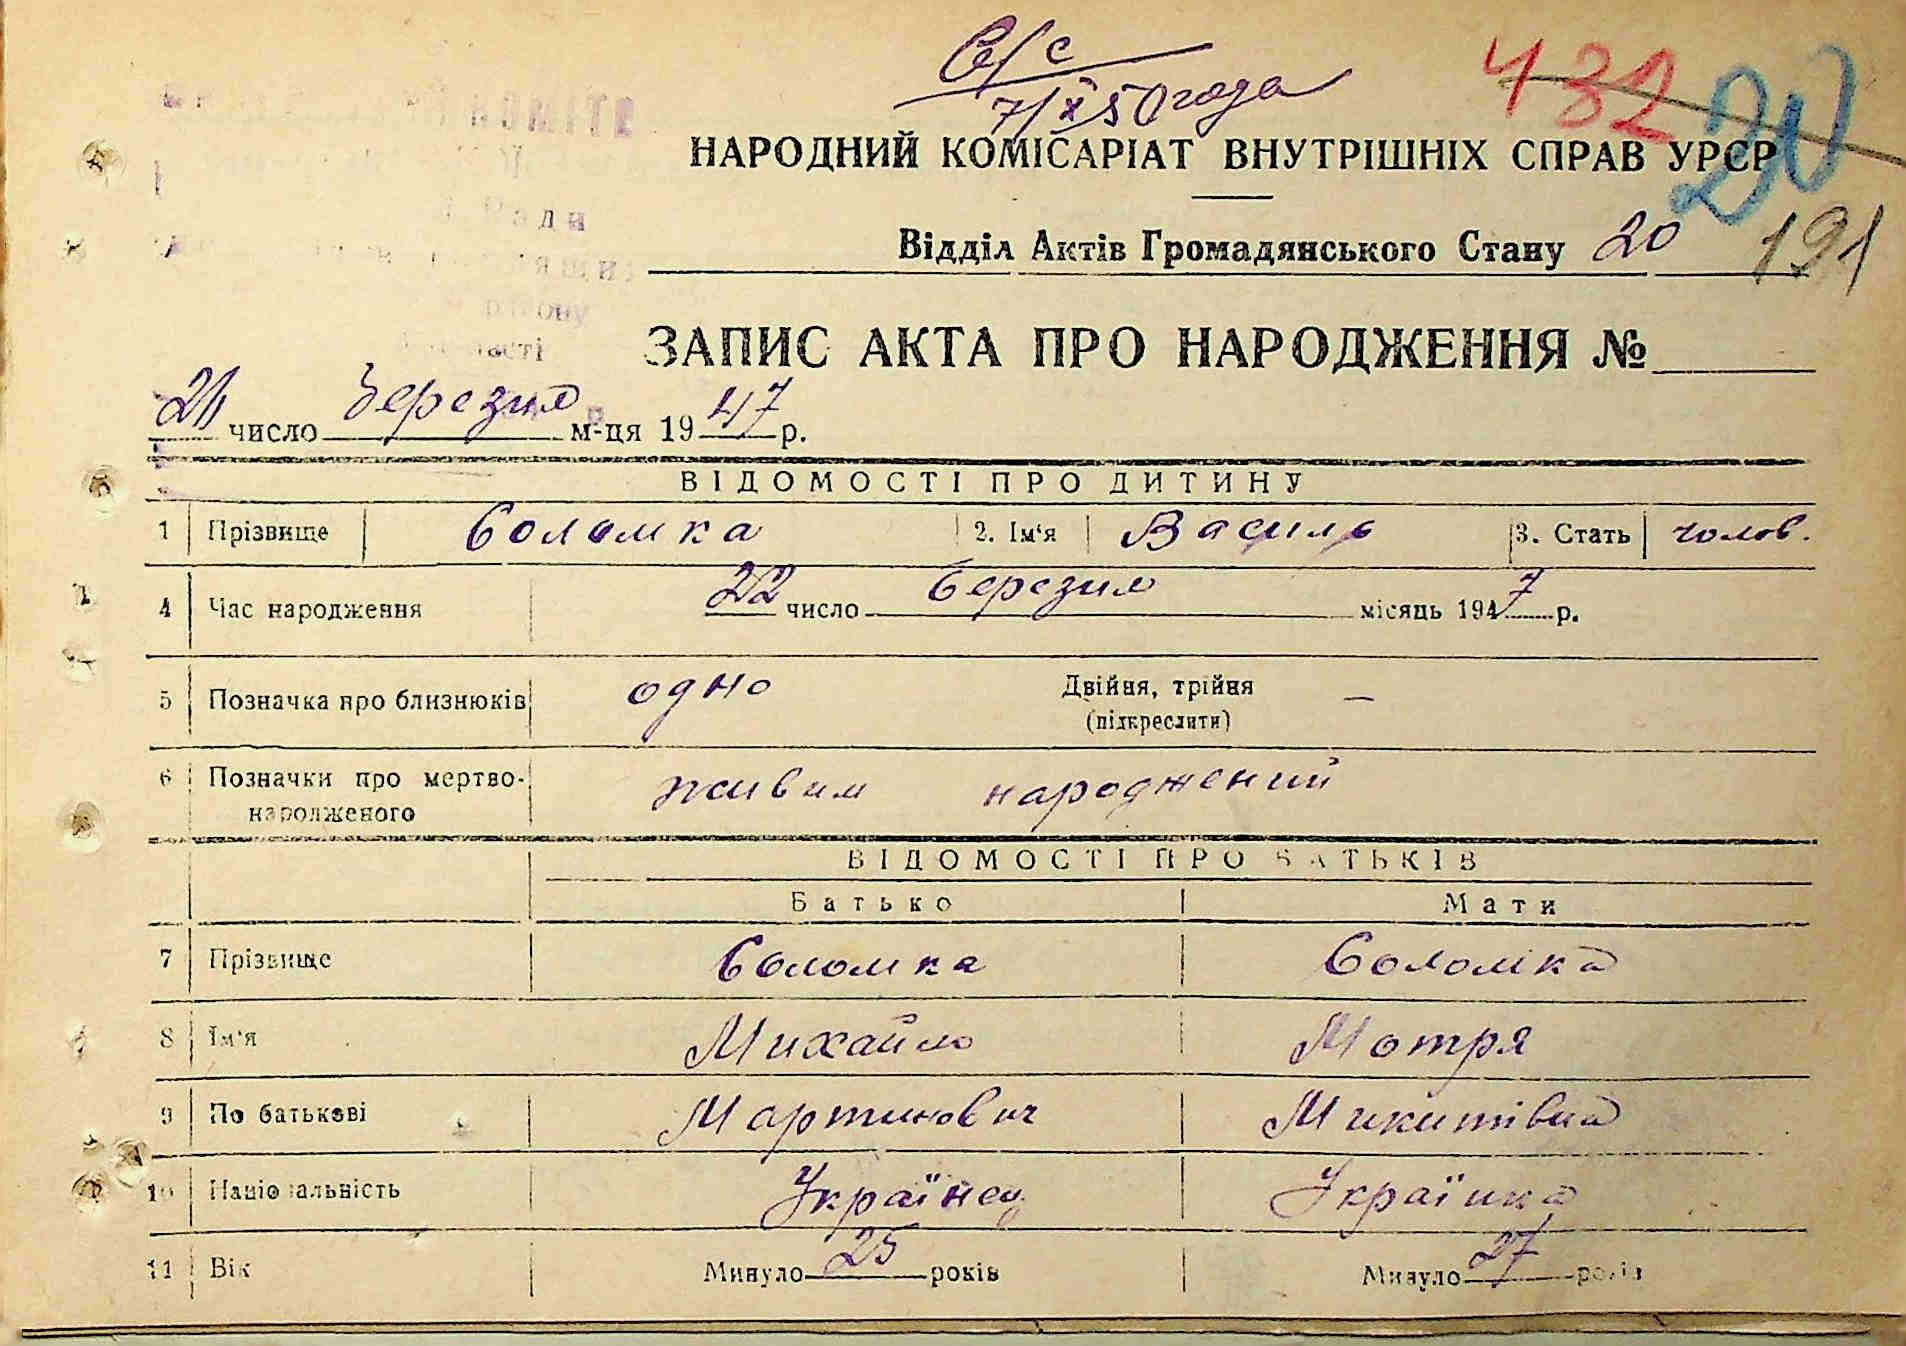 с
7/X 50 года
432
20
НАРОДНИЙ КОМІСАРІАТ ВНУТРІШНІХ СПРАВ УРСР
Відділ Актів Громадянського Стану 20
191
ЗАПИС АКТА ПРО НАРОДЖЕННЯ №
число березня м-ця 1947 р.
ВІДОМОСТІ ПРО ДИТИНУ
1 Прізвище Соломка 2. Ім'я Василь 3. Стать чолов.
4 Час народження 22 число березня місяць 1947 р.
5 Позначка про близнюків одно Двійня, трійня —
(підкреслити)
6 Позначки про мертво-
народженого живим народжений
ВІДОМОСТІ ПРО БАТЬКІВ
Батько Мати
7 Прізвище Соломка Соломка
8 Ім'я Михайло Мотря
9 По батькові Мартинович Микитівна
10 Національність Українец Українка
11 Вік Минуло 25 років Минуло 27 років